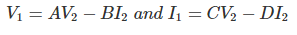 V₁ = AV₂ − BI₂ and I₁ = CV₂ − DI₂